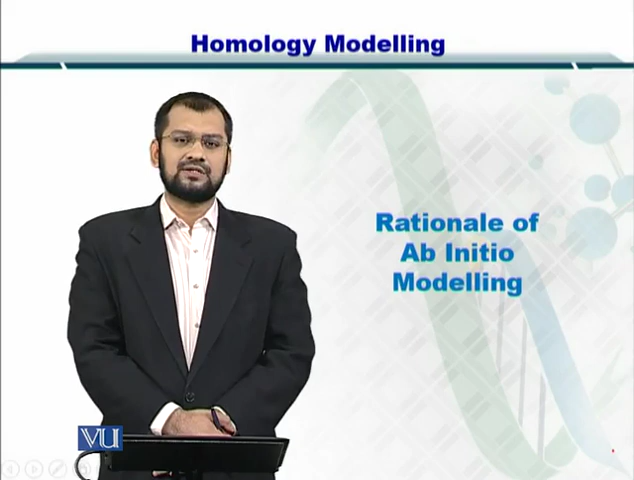 Homology Modelling
Rationale of
Ab Initio
Modelling
VU